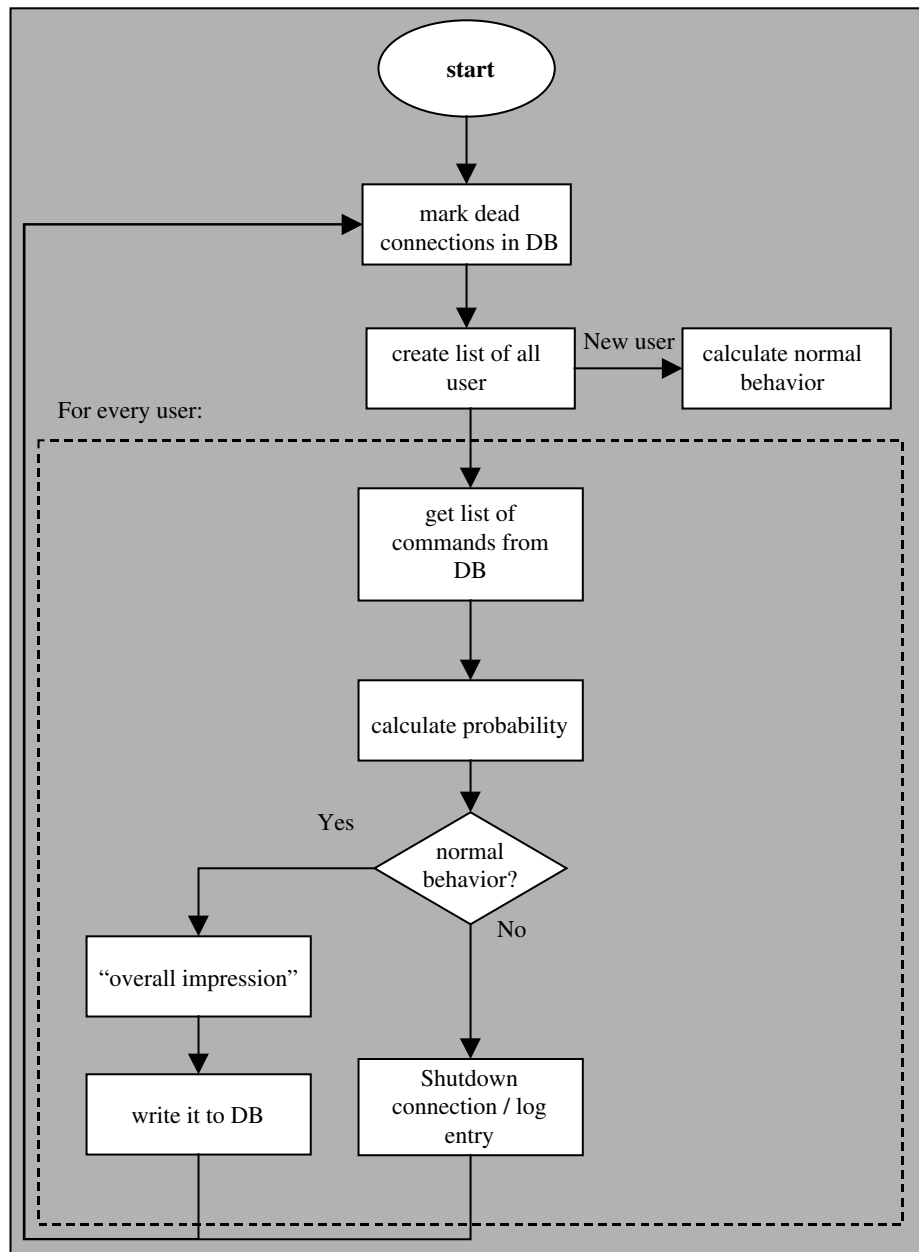 start
mark dead
connections in DB
create list of all
user
New user
calculate normal
behavior
For every user:
get list of
commands from
DB
calculate probability
Yes
normal
behavior?
No
“overall impression”
write it to DB
Shutdown
connection / log
entry